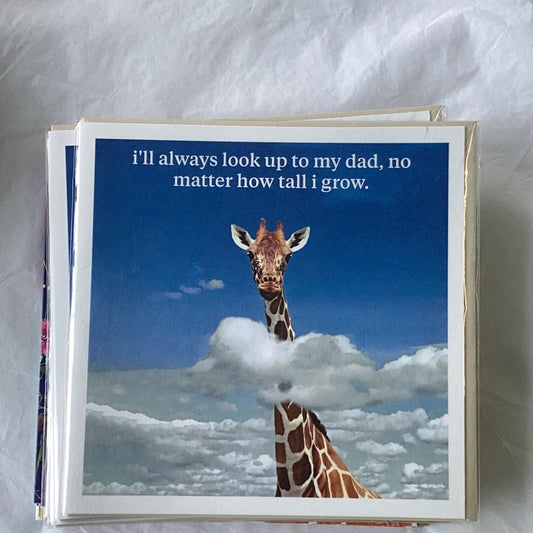 i'll always look up to my dad, no
matter how tall i grow.